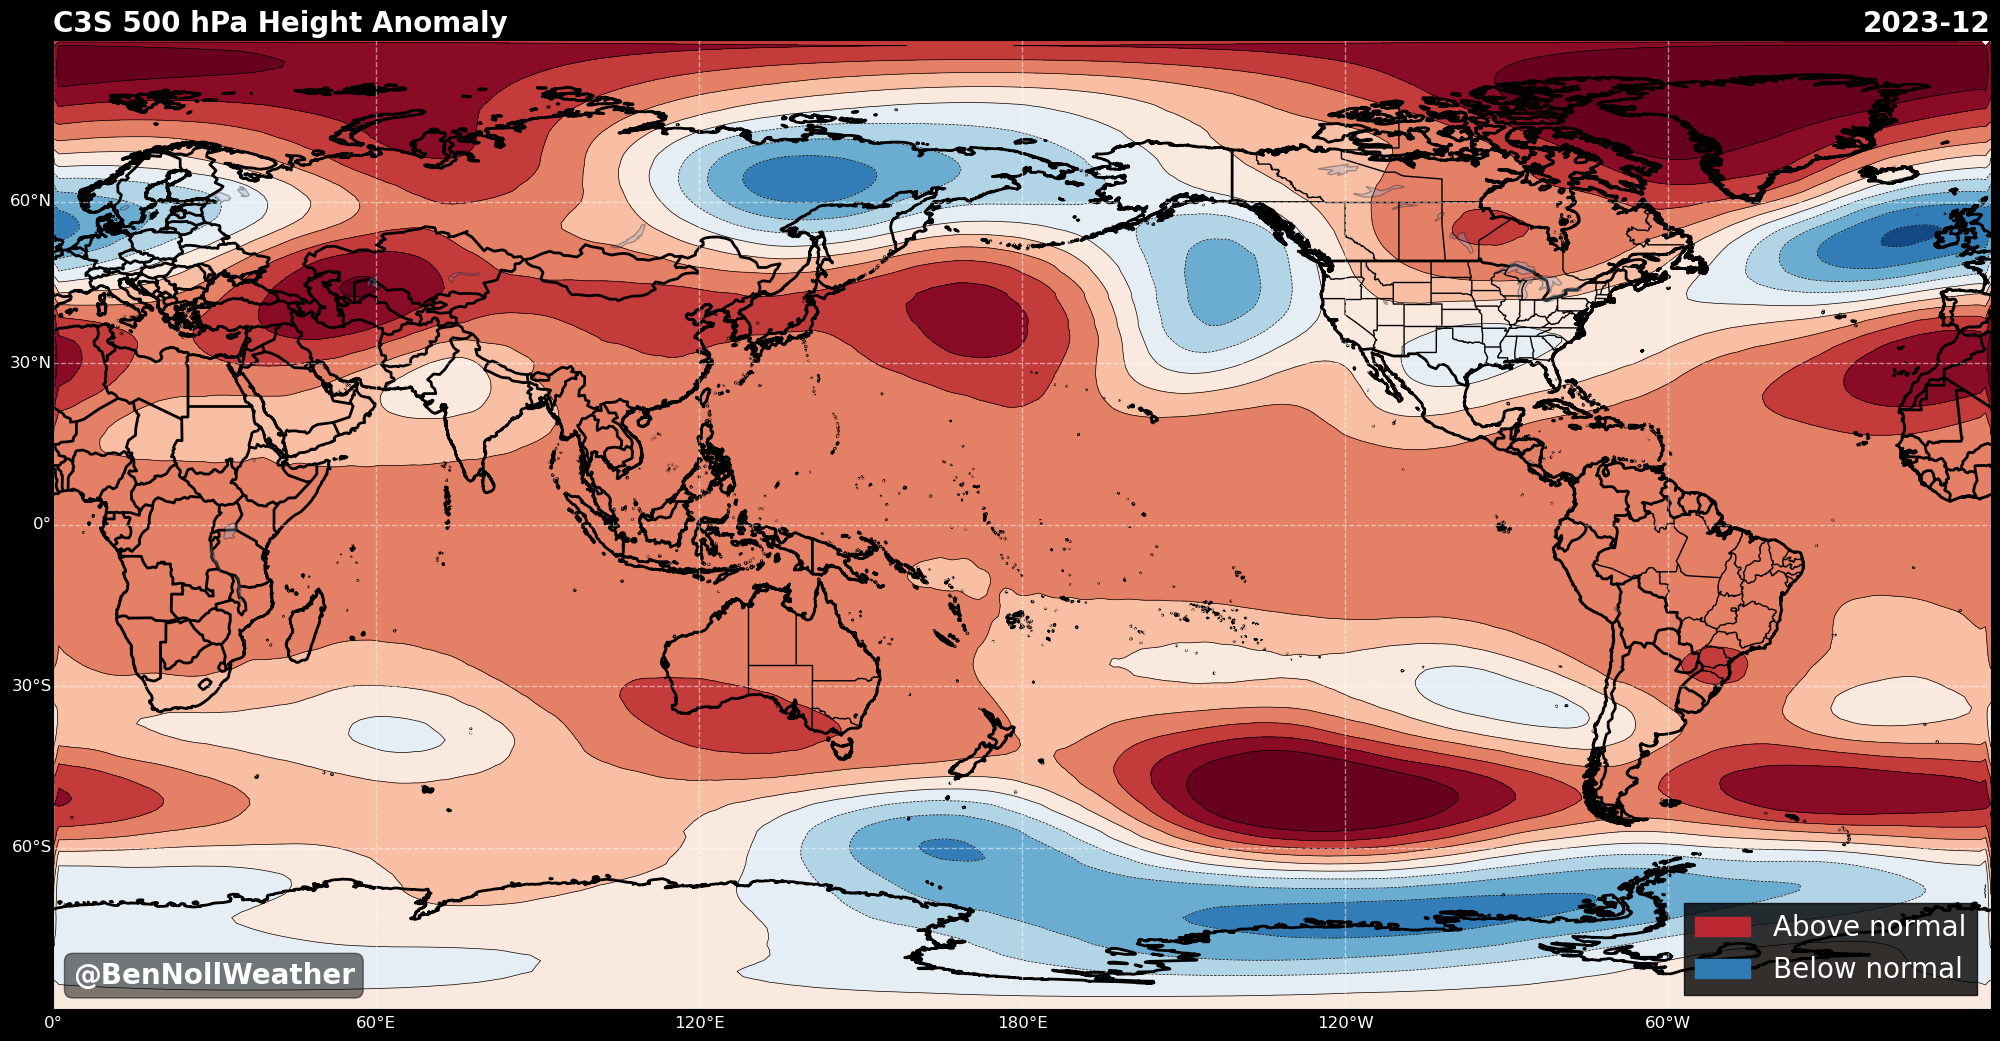 C3S 500 hPa Height Anomaly
2023-12
60°N
30°N
0°
30°S
60°S
Above normal
Below normal
@BenNollWeather
0°
60°E
120°E
180°E
120°W
60°W